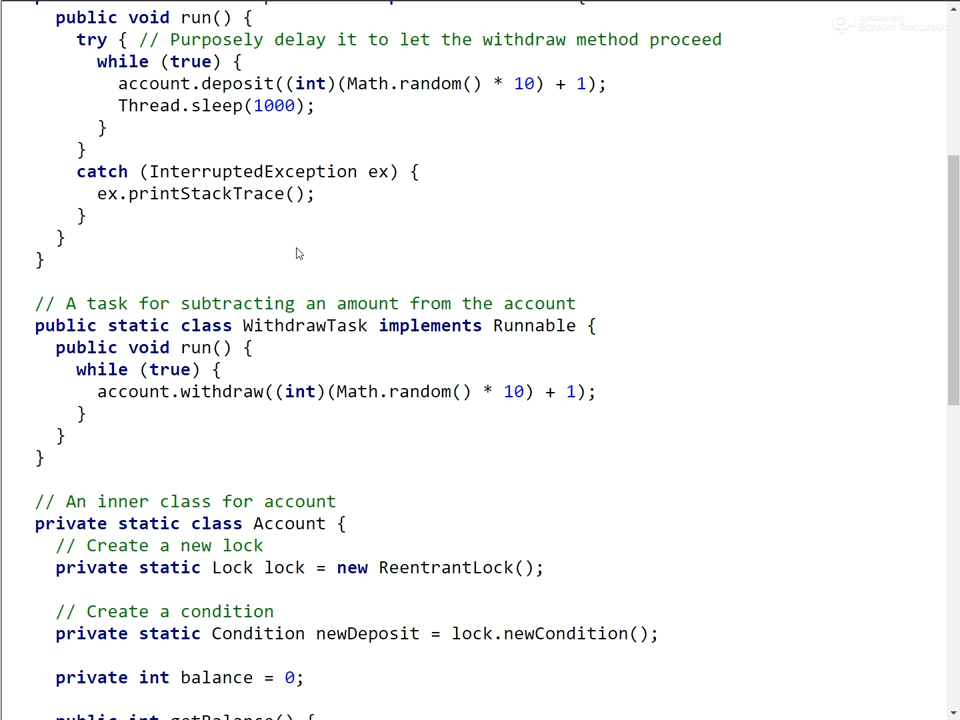 public void run() {
try { // Purposely delay it to let the withdraw method proceed
while (true) {
account.deposit((int)(Math.random() * 10) + 1);
Thread.sleep(1000);
}
}
catch (InterruptedException ex) {
ex.printStackTrace();
}
}
}
// A task for subtracting an amount from the account
public static class WithdrawTask implements Runnable {
public void run() {
while (true) {
account.withdraw((int)(Math.random() * 10) + 1);
}
}
}
// An inner class for account
private static class Account {
// Create a new lock
private static Lock lock = new ReentrantLock();
// Create a condition
private static Condition newDeposit = lock.newCondition();
private int balance = 0;
public int getBalance() {